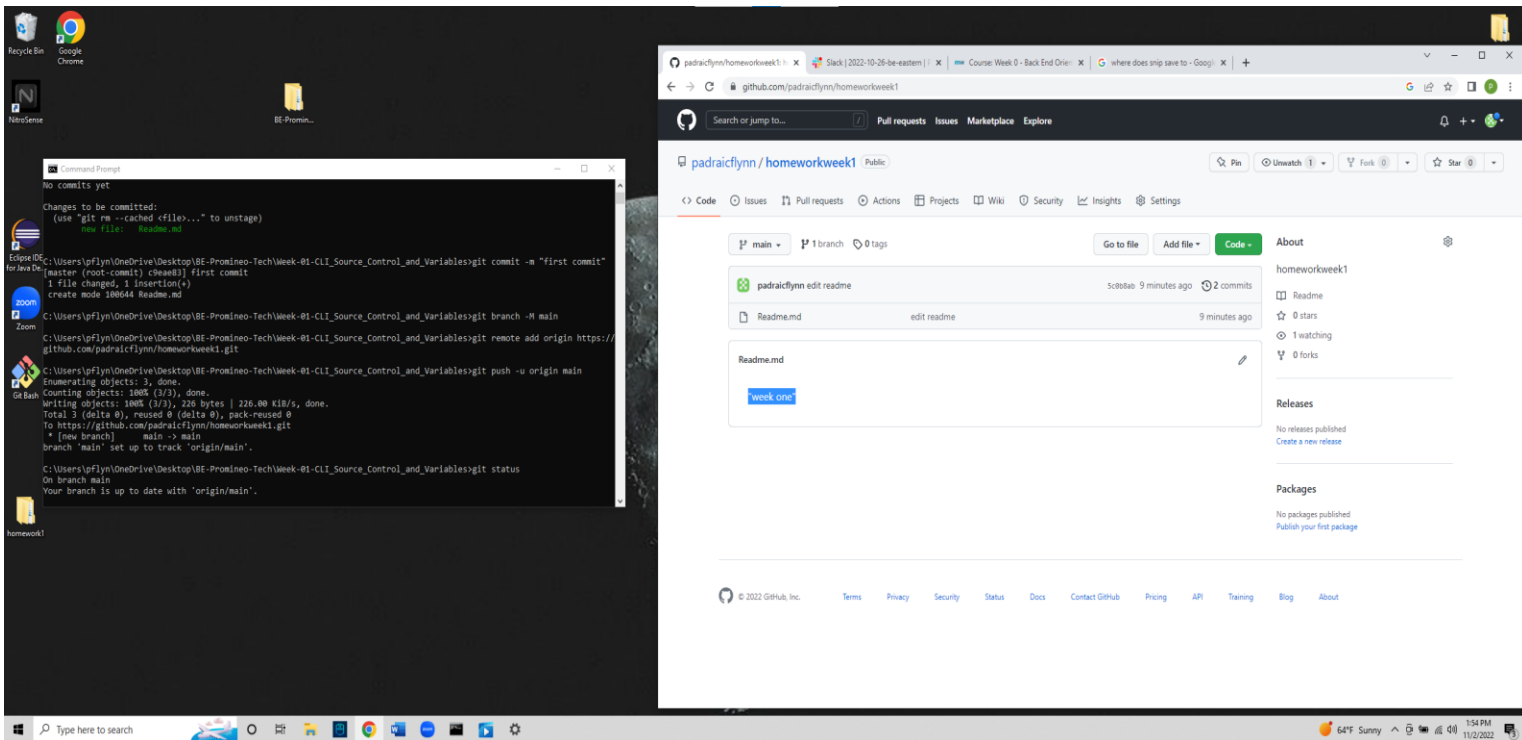 Recycle Bin
Google
Chrome
NitroSense
BE-Promin...
Eclipse IDE
for Java De...
Zoom
Git Bash
homework1
Command Prompt
No commits yet
Changes to be committed:
(use "git rm --cached <file>..." to unstage)
new file:   Readme.md
C:\Users\pflyn\OneDrive\Desktop\BE-Promineo-Tech\Week-01-CLI_Source_Control_and_Variables>git commit -m "first commit"
[master (root-commit) c9eae83] first commit
1 file changed, 1 insertion(+)
create mode 100644 Readme.md
C:\Users\pflyn\OneDrive\Desktop\BE-Promineo-Tech\Week-01-CLI_Source_Control_and_Variables>git branch -M main
C:\Users\pflyn\OneDrive\Desktop\BE-Promineo-Tech\Week-01-CLI_Source_Control_and_Variables>git remote add origin https://
github.com/padraicflynn/homeworkweek1.git
C:\Users\pflyn\OneDrive\Desktop\BE-Promineo-Tech\Week-01-CLI_Source_Control_and_Variables>git push -u origin main
Enumerating objects: 3, done.
Counting objects: 100% (3/3), done.
Writing objects: 100% (3/3), 226 bytes | 226.00 KiB/s, done.
Total 3 (delta 0), reused 0 (delta 0), pack-reused 0
To https://github.com/padraicflynn/homeworkweek1.git
* [new branch]      main -> main
branch 'main' set up to track 'origin/main'.
C:\Users\pflyn\OneDrive\Desktop\BE-Promineo-Tech\Week-01-CLI_Source_Control_and_Variables>git status
On branch main
Your branch is up to date with 'origin/main'.
padraicflynn/homeworkweek1: h
Slack | 2022-10-26-be-eastern |
Course: Week 0 - Back End Orien
where does snip save to - Googl
github.com/padraicflynn/homeworkweek1
Search or jump to... / Pull requests Issues Marketplace Explore
padraicflynn / homeworkweek1 Public
Pin Unwatch 1 Fork 0 Star 0
Code Issues Pull requests Actions Projects Wiki Security Insights Settings
main 1 branch 0 tags Go to file Add file Code
padraicflynn edit readme 5c0b8ab 9 minutes ago 2 commits
Readme.md edit readme 9 minutes ago
Readme.md
"week one"
About
homeworkweek1
Readme
0 stars
1 watching
0 forks
Releases
No releases published
Create a new release
Packages
No packages published
Publish your first package
© 2022 GitHub, Inc. Terms Privacy Security Status Docs Contact GitHub Pricing API Training Blog About
Type here to search
64°F Sunny
1:54 PM
11/2/2022